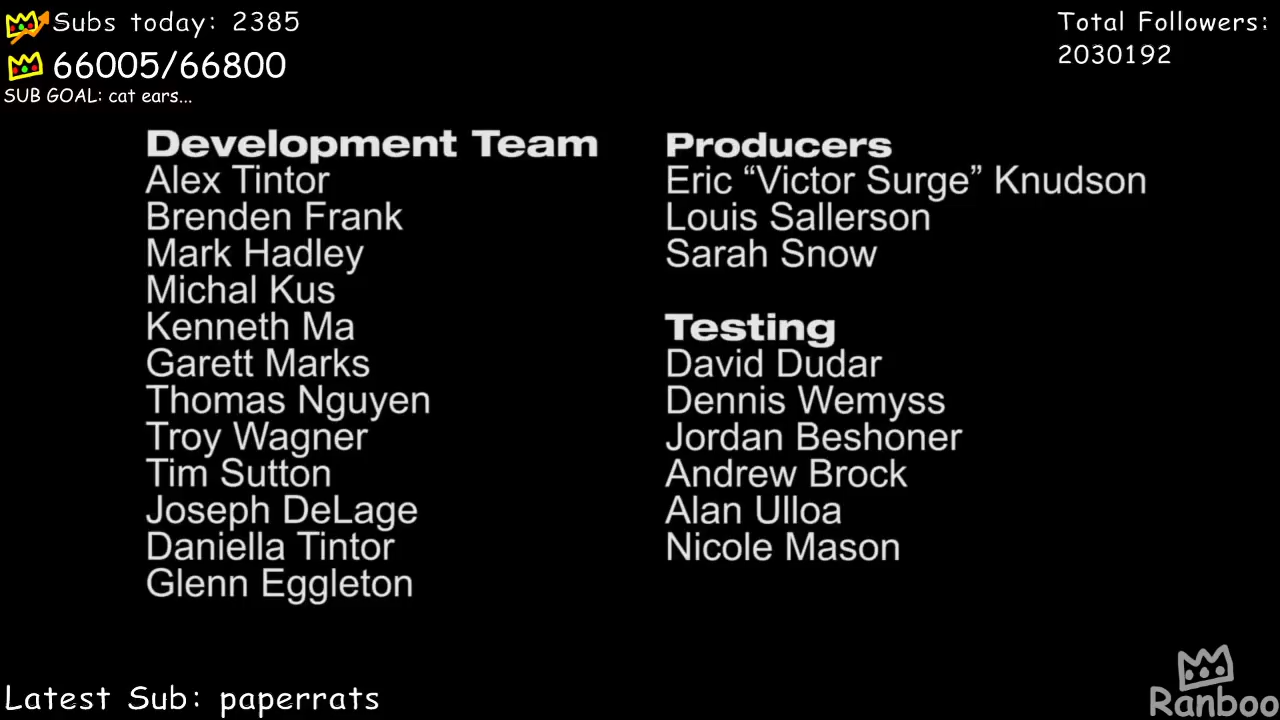 Subs today: 2385
66005/66800
SUB GOAL: cat ears...
Total Followers:
2030192
Development Team
Alex Tintor
Brenden Frank
Mark Hadley
Michal Kus
Kenneth Ma
Garett Marks
Thomas Nguyen
Troy Wagner
Tim Sutton
Joseph DeLage
Daniella Tintor
Glenn Eggleton
Producers
Eric “Victor Surge” Knudson
Louis Sallerson
Sarah Snow
Testing
David Dudar
Dennis Wemyss
Jordan Beshoner
Andrew Brock
Alan Ulloa
Nicole Mason
Latest Sub: paperrats
Ranboo